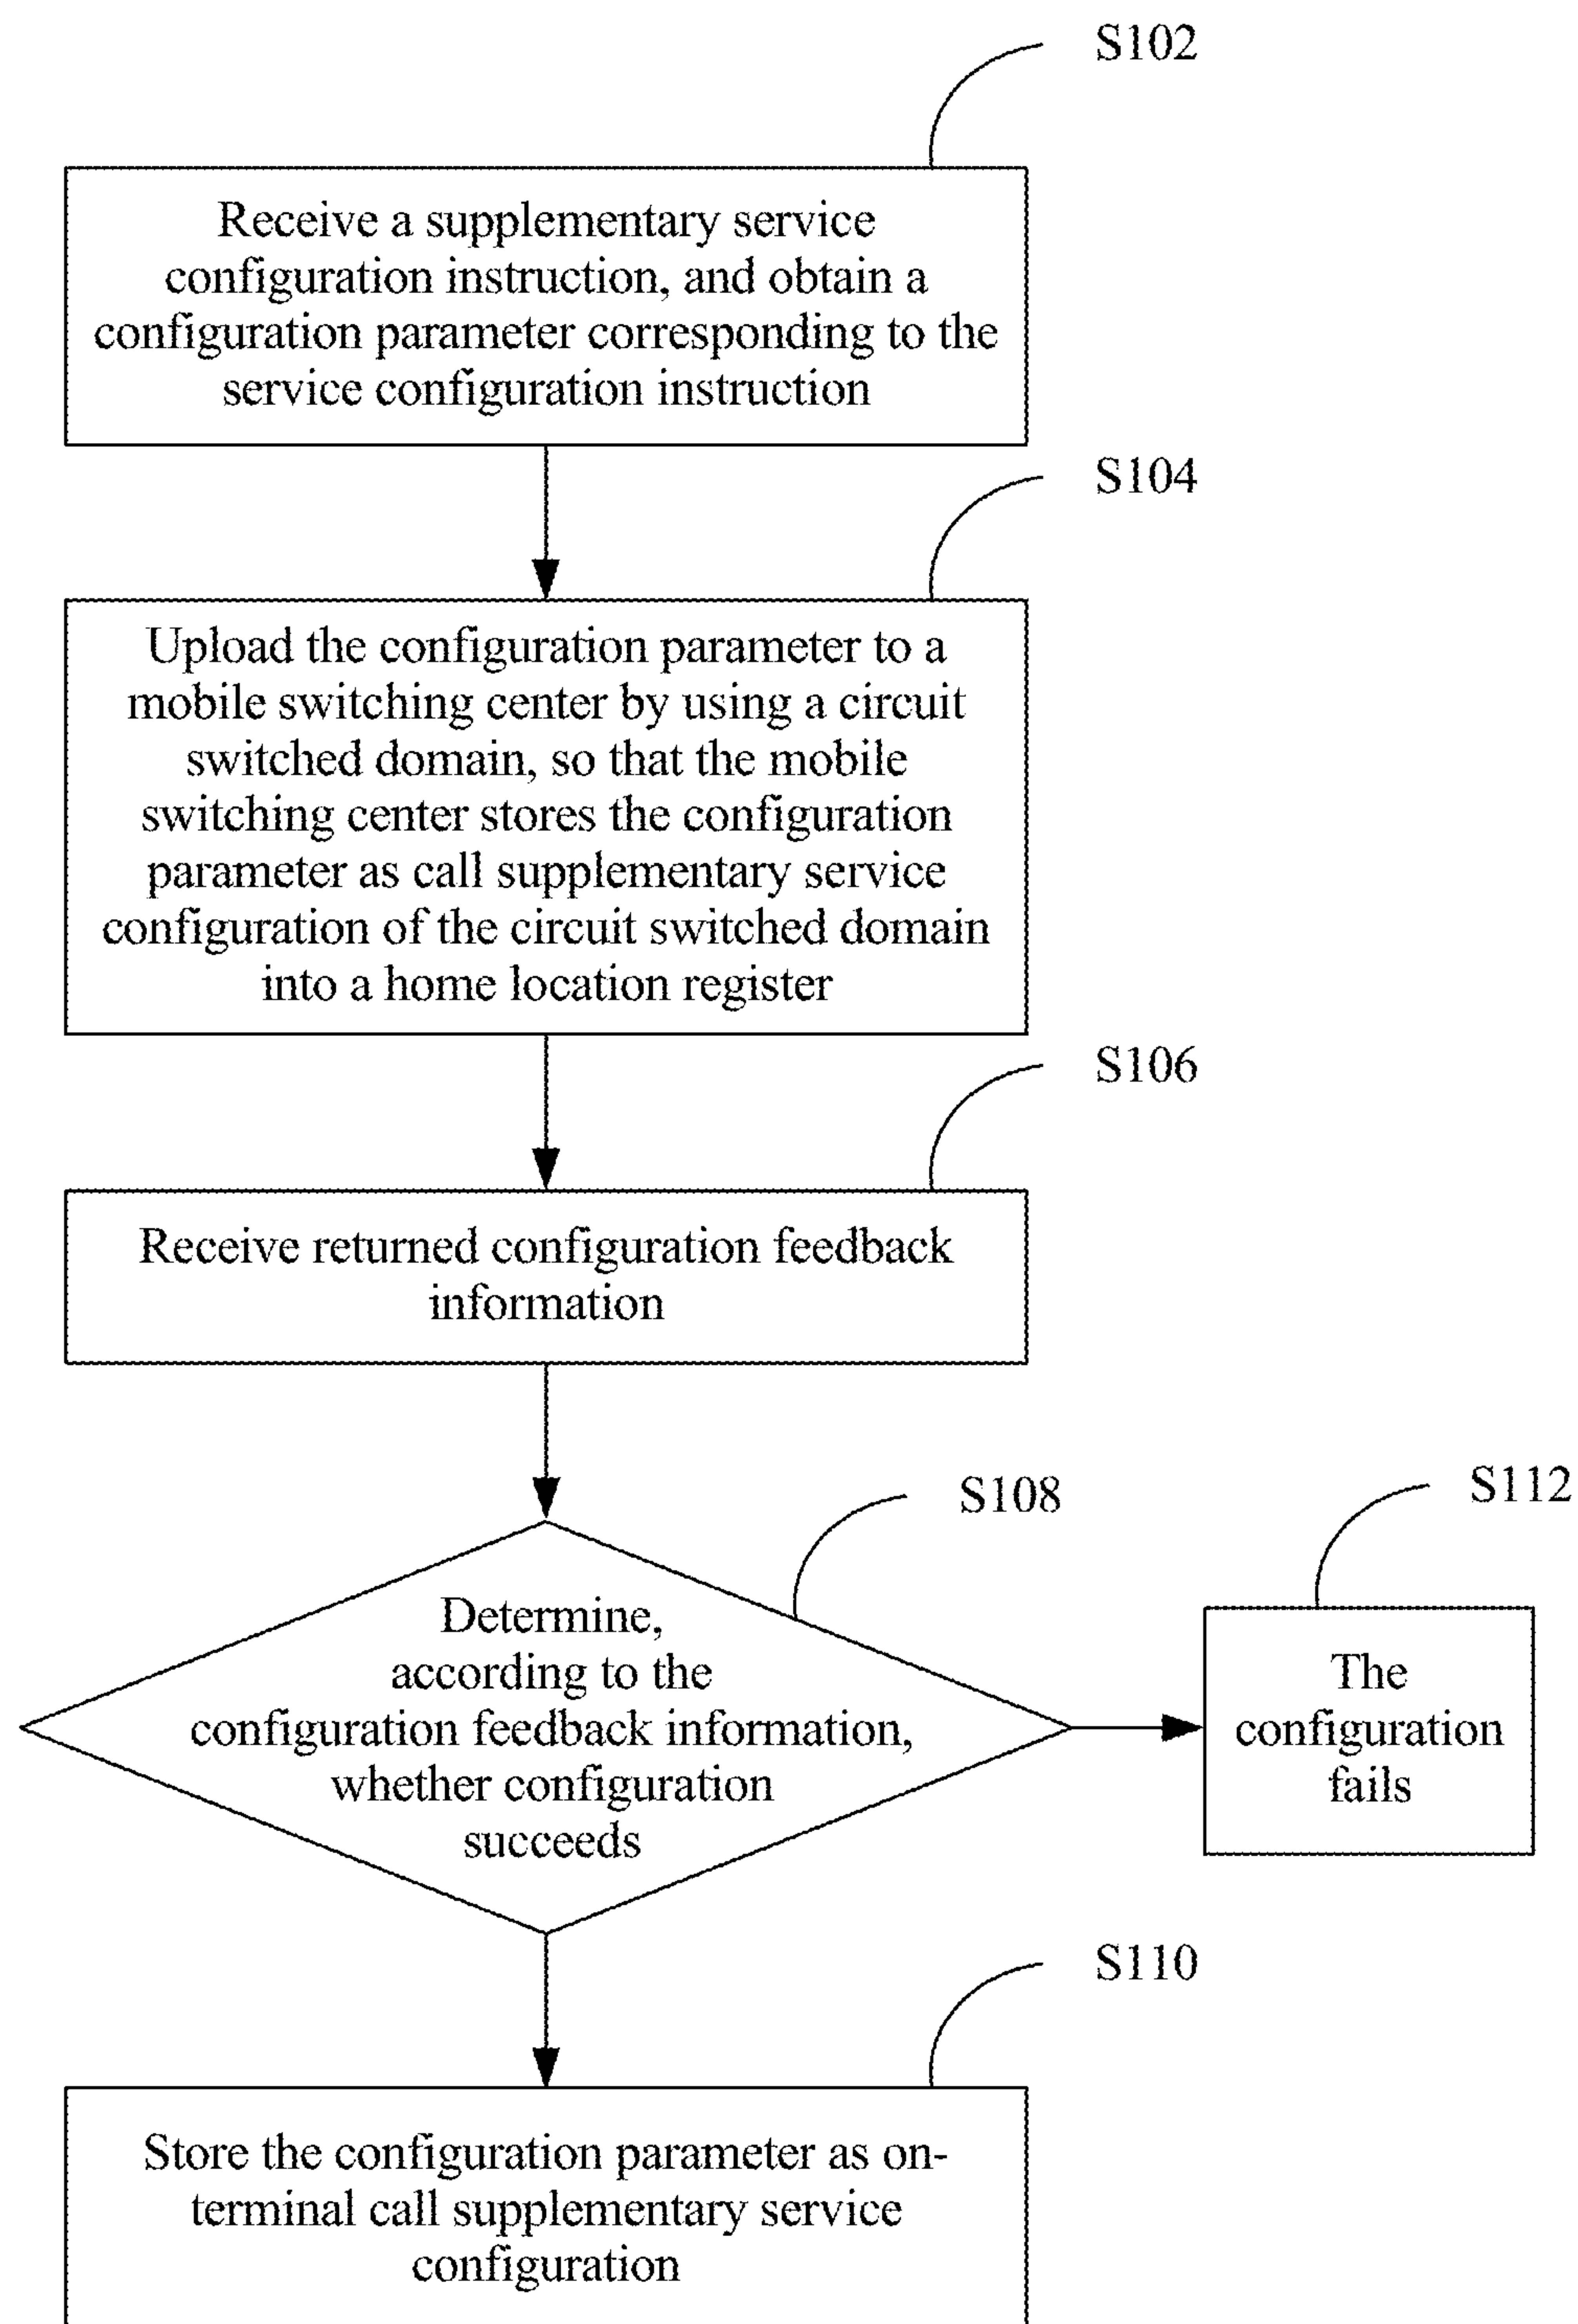 S102
Receive a supplementary service
configuration instruction, and obtain a
configuration parameter corresponding to the
service configuration instruction
S104
Upload the configuration parameter to a
mobile switching center by using a circuit
switched domain, so that the mobile
switching center stores the configuration
parameter as call supplementary service
configuration of the circuit switched domain
into a home location register
S106
Receive returned configuration feedback
information
S108
Determine,
according to the
configuration feedback information,
whether configuration
succeeds
S112
The
configuration
fails
S110
Store the configuration parameter as on-
terminal call supplementary service
configuration